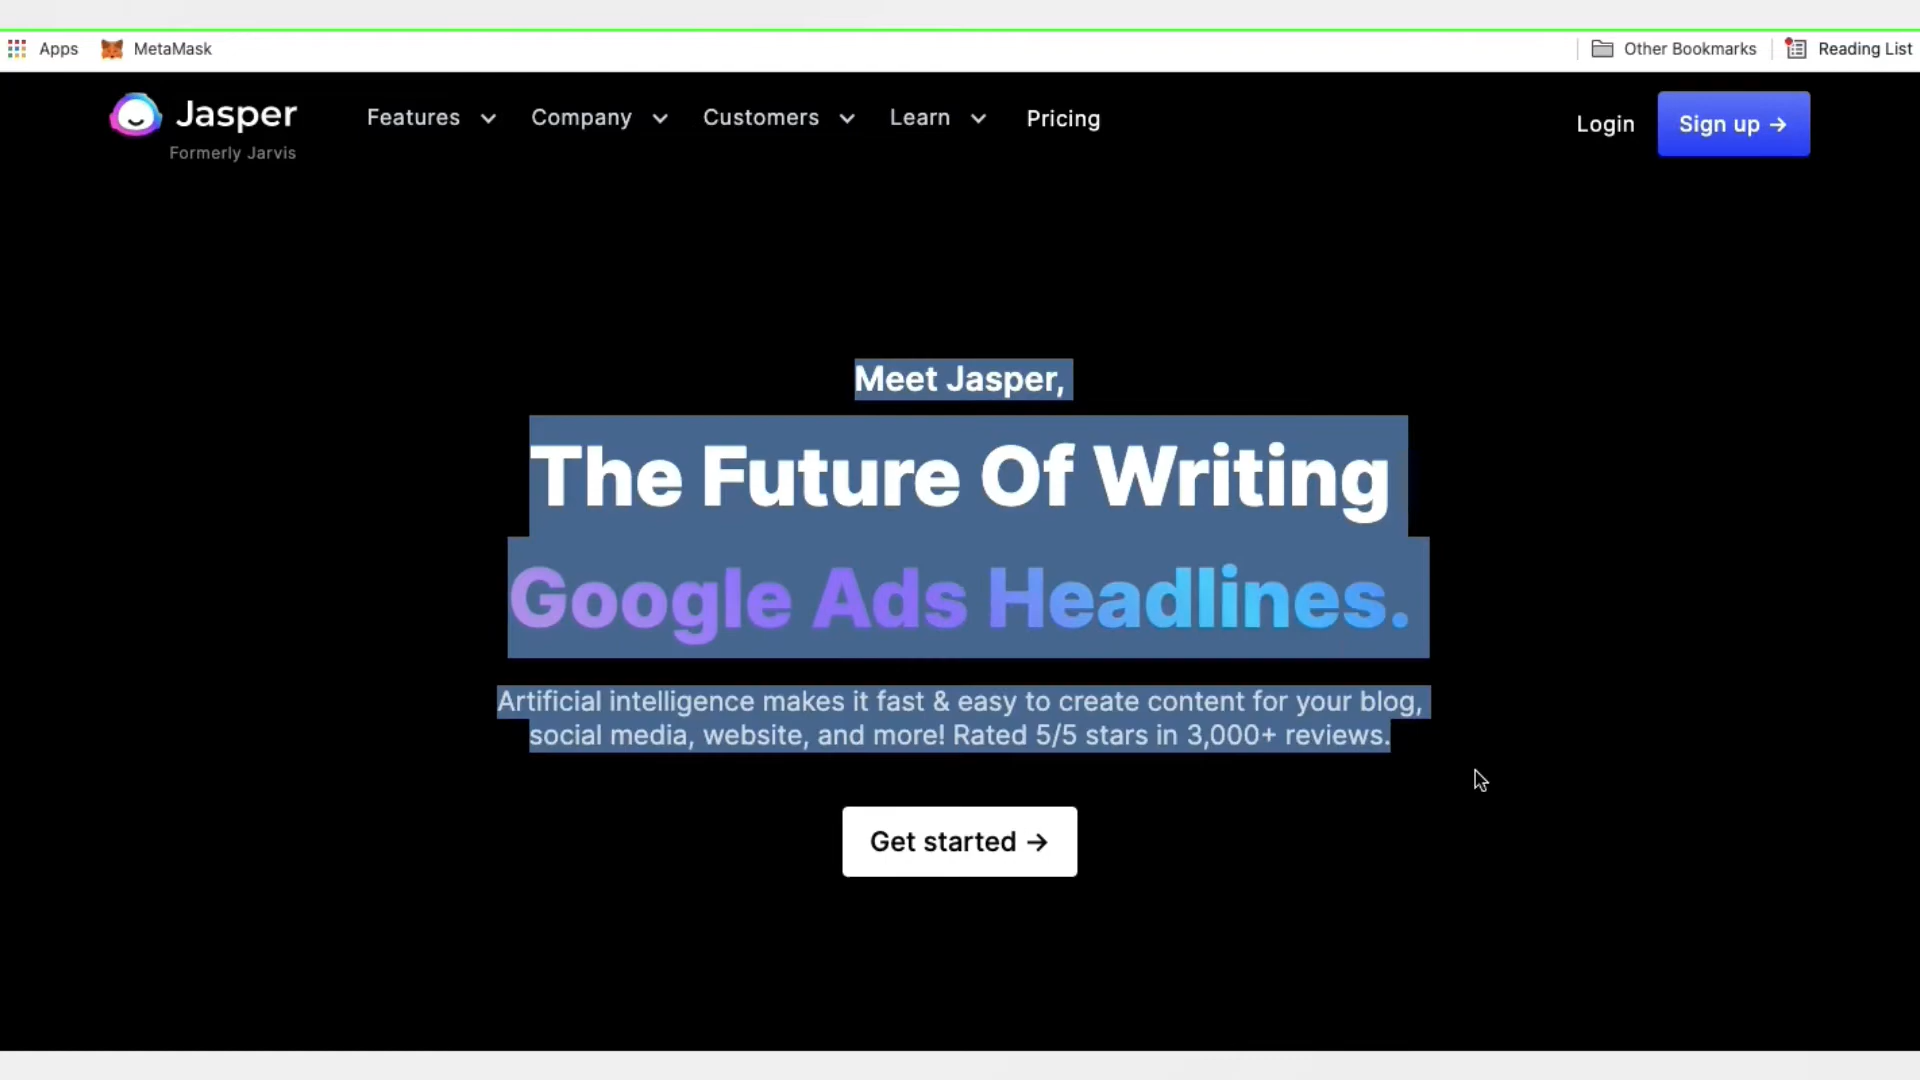 Apps MetaMask Other Bookmarks Reading List
Jasper Features Company Customers Learn Pricing Login Sign up →
Formerly Jarvis
Meet Jasper,
The Future Of Writing
Google Ads Headlines.
Artificial intelligence makes it fast & easy to create content for your blog,
social media, website, and more! Rated 5/5 stars in 3,000+ reviews.
Get started →